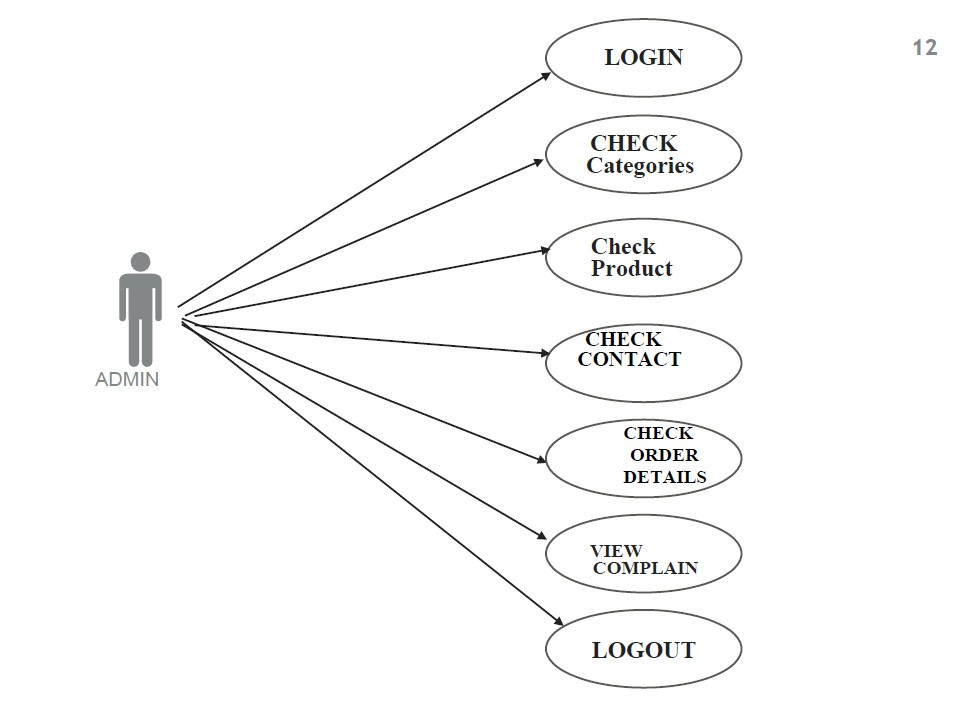 12
LOGIN
CHECK
Categories
Check
Product
CHECK
CONTACT
CHECK
ORDER
DETAILS
VIEW
COMPLAIN
LOGOUT
ADMIN